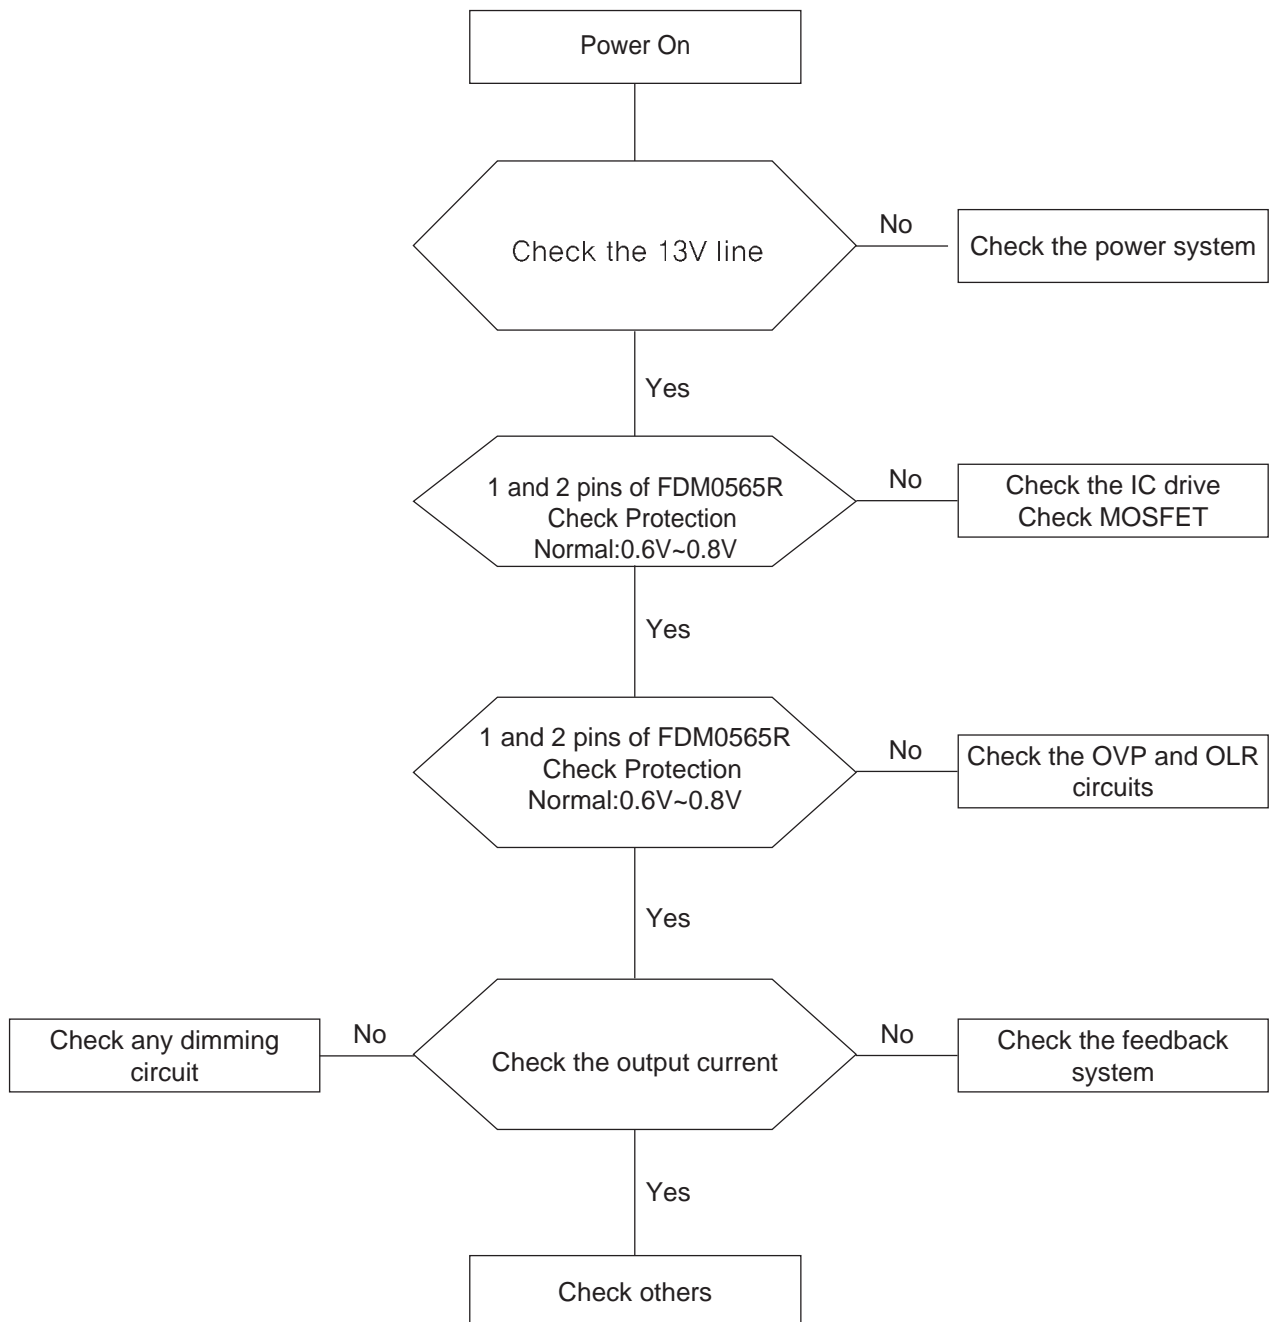 Power On
Check the 13V line
No
Check the power system
Yes
1 and 2 pins of FDM0565R
Check Protection
Normal:0.6V~0.8V
No
Check the IC drive
Check MOSFET
Yes
1 and 2 pins of FDM0565R
Check Protection
Normal:0.6V~0.8V
No
Check the OVP and OLR
circuits
Yes
Check any dimming
circuit
No
Check the output current
No
Check the feedback
system
Yes
Check others